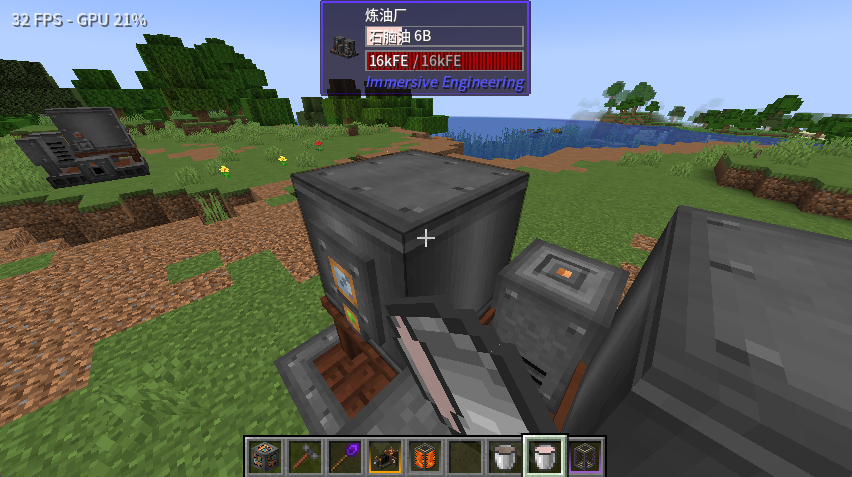 32 FPS - GPU 21%
炼油厂
石脑油 6B
16kFE / 16kFE
Immersive Engineering